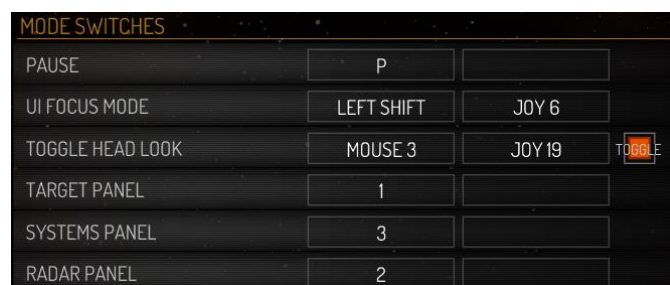 MODE SWITCHES
PAUSE P
UI FOCUS MODE LEFT SHIFT JOY 6
TOGGLE HEAD LOOK MOUSE 3 JOY 19 TOGGLE
TARGET PANEL 1
SYSTEMS PANEL 3
RADAR PANEL 2